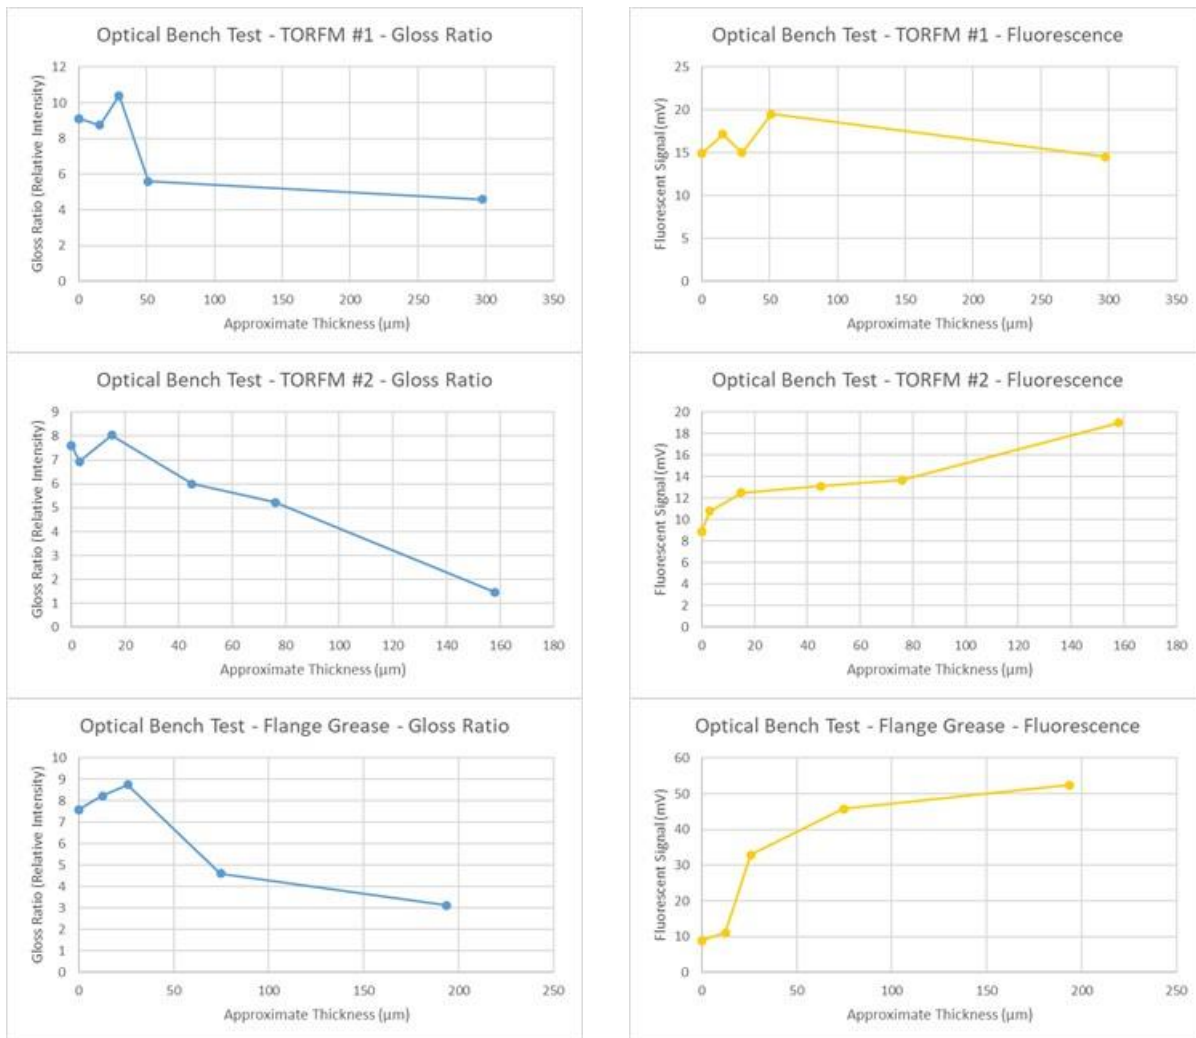 Optical Bench Test - TORFM #1 - Gloss Ratio
Gloss Ratio (Relative Intensity)
12
10
8
6
4
2
0
0 50 100 150 200 250 300 350
Approximate Thickness (µm)
Optical Bench Test - TORFM #1 - Fluorescence
Fluorescent Signal (mV)
25
20
15
10
5
0
0 50 100 150 200 250 300 350
Approximate Thickness (µm)
Optical Bench Test - TORFM #2 - Gloss Ratio
Gloss Ratio (Relative Intensity)
9
8
7
6
5
4
3
2
1
0
0 20 40 60 80 100 120 140 160 180
Approximate Thickness (µm)
Optical Bench Test - TORFM #2 - Fluorescence
Fluorescent Signal (mV)
20
18
16
14
12
10
8
6
4
2
0
0 20 40 60 80 100 120 140 160 180
Approximate Thickness (µm)
Optical Bench Test - Flange Grease - Gloss Ratio
Gloss Ratio (Relative Intensity)
10
9
8
7
6
5
4
3
2
1
0
0 50 100 150 200 250
Approximate Thickness (µm)
Optical Bench Test - Flange Grease - Fluorescence
Fluorescent Signal (mV)
60
50
40
30
20
10
0
0 50 100 150 200 250
Approximate Thickness (µm)